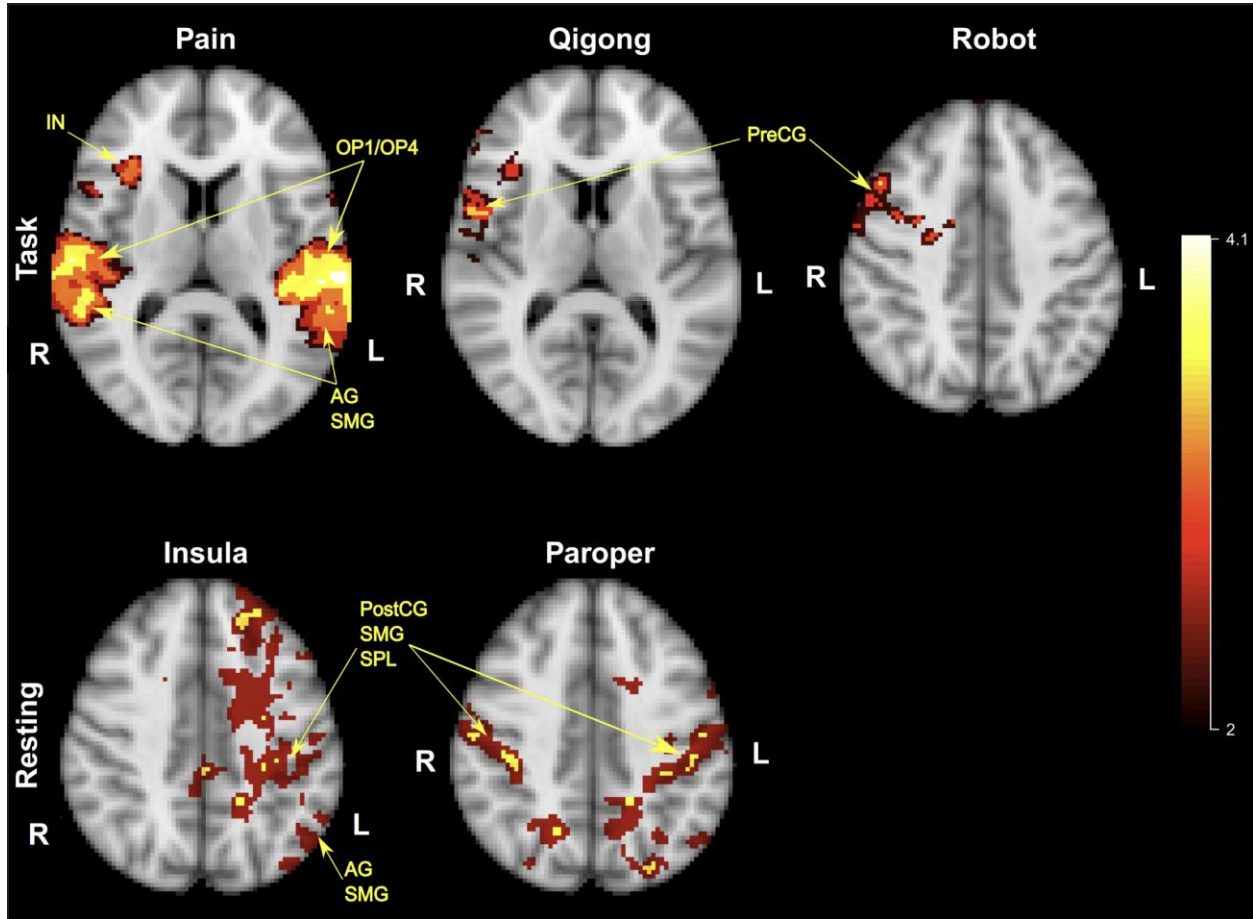 Pain
Qigong
Robot
IN
OP1/OP4
PreCG
Task
R
L
R
L
R
L
AG
SMG
4.1
2
Insula
Paroper
PostCG
SMG
SPL
Resting
R
L
R
L
AG
SMG